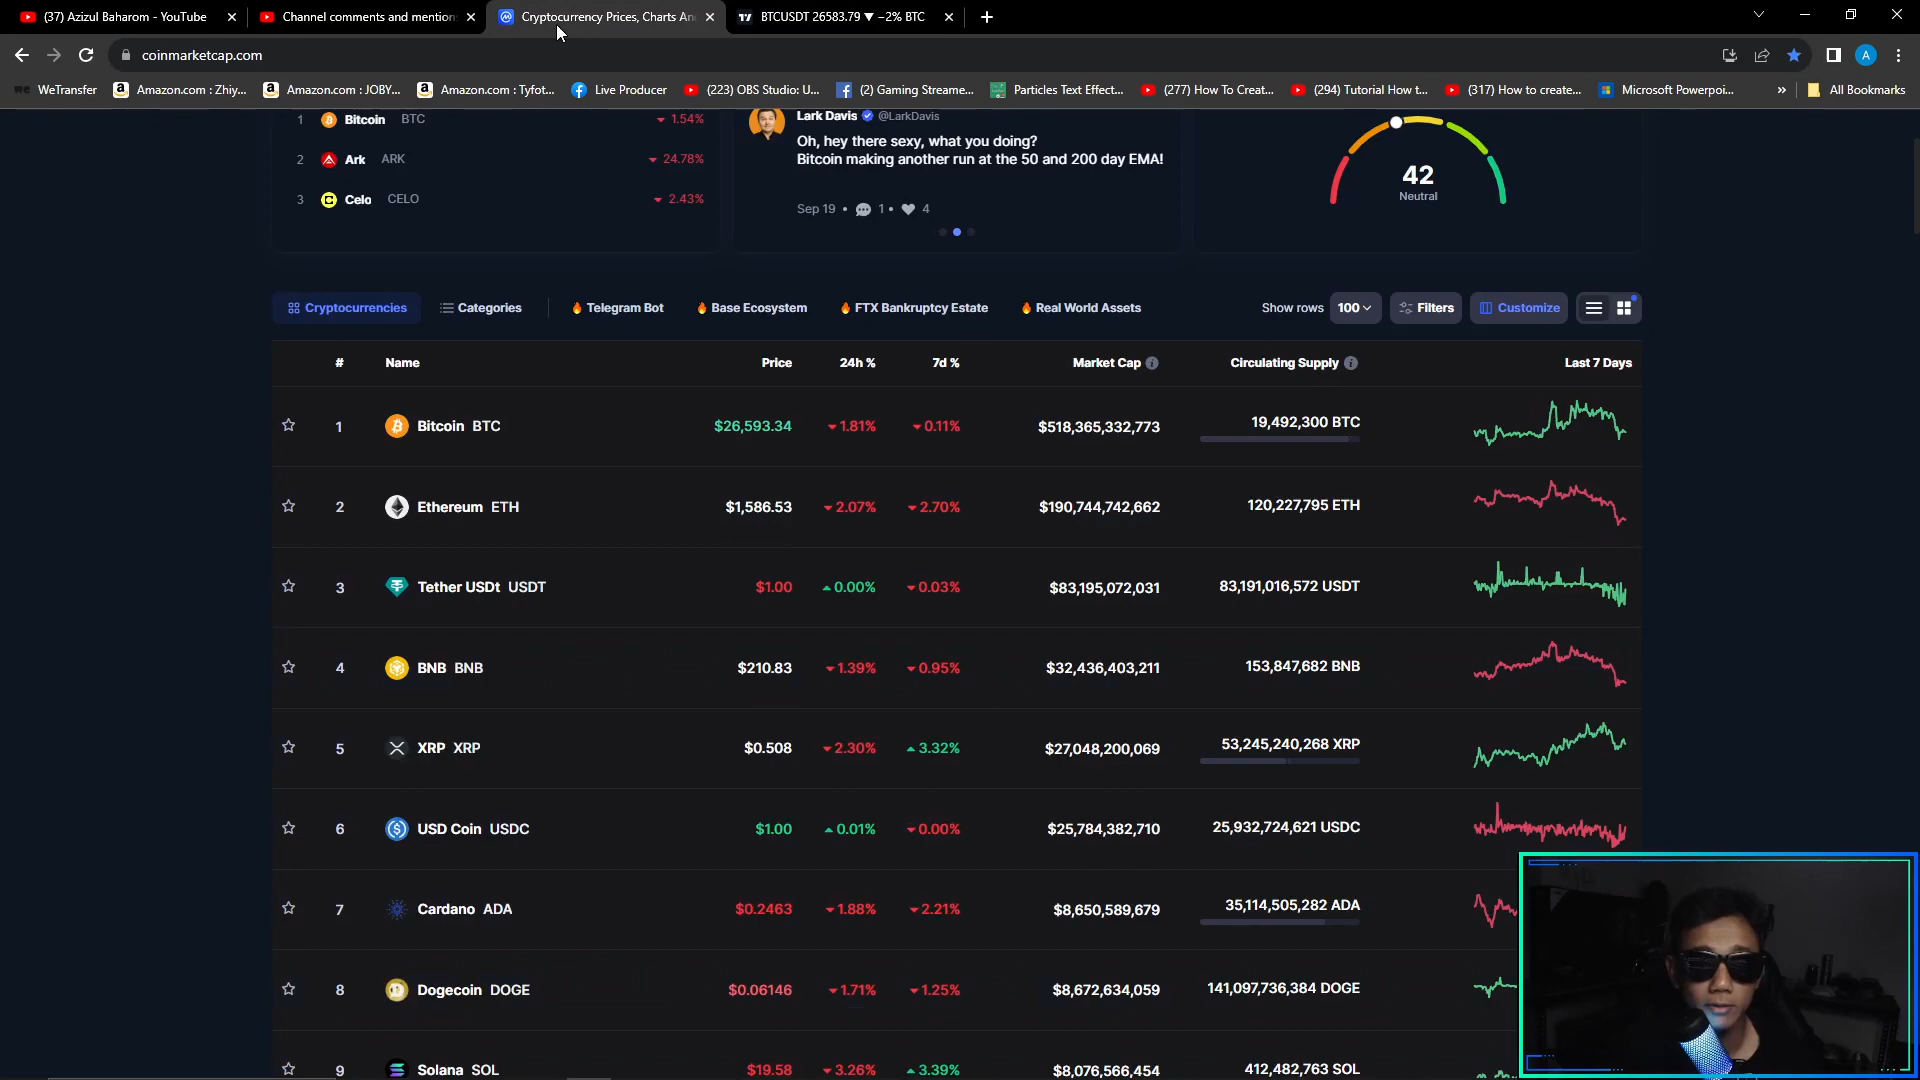 (37) Azizul Baharom - YouTube
Channel comments and mention
Cryptocurrency Prices, Charts An
BTCUSDT 26583.79 ▼ −2% BTC
coinmarketcap.com
A
WeTransfer
Amazon.com : Zhiy...
Amazon.com : JOBY...
Amazon.com : Tyfot...
Live Producer
(223) OBS Studio: U...
(2) Gaming Streame...
Particles Text Effect...
(277) How To Creat...
(294) Tutorial How t...
(317) How to create...
Microsoft Powerpoi...
»
All Bookmarks
1 Bitcoin BTC 1.54%
2 Ark ARK 24.78%
3 Celo CELO 2.43%
Lark Davis @LarkDavis
Oh, hey there sexy, what you doing?
Bitcoin making another run at the 50 and 200 day EMA!
Sep 19 • 1 • 4
42
Neutral
Cryptocurrencies
Categories
Telegram Bot
Base Ecosystem
FTX Bankruptcy Estate
Real World Assets
Show rows 100
Filters
Customize
# Name Price 24h % 7d % Market Cap Circulating Supply Last 7 Days
1 Bitcoin BTC $26,593.34 1.81% 0.11% $518,365,332,773 19,492,300 BTC
2 Ethereum ETH $1,586.53 2.07% 2.70% $190,744,742,662 120,227,795 ETH
3 Tether USDt USDT $1.00 0.00% 0.03% $83,195,072,031 83,191,016,572 USDT
4 BNB BNB $210.83 1.39% 0.95% $32,436,403,211 153,847,682 BNB
5 XRP XRP $0.508 2.30% 3.32% $27,048,200,069 53,245,240,268 XRP
6 USD Coin USDC $1.00 0.01% 0.00% $25,784,382,710 25,932,724,621 USDC
7 Cardano ADA $0.2463 1.88% 2.21% $8,650,589,679 35,114,505,282 ADA
8 Dogecoin DOGE $0.06146 1.71% 1.25% $8,672,634,059 141,097,736,384 DOGE
9 Solana SOL $19.58 3.26% 3.39% $8,076,566,454 412,482,763 SOL